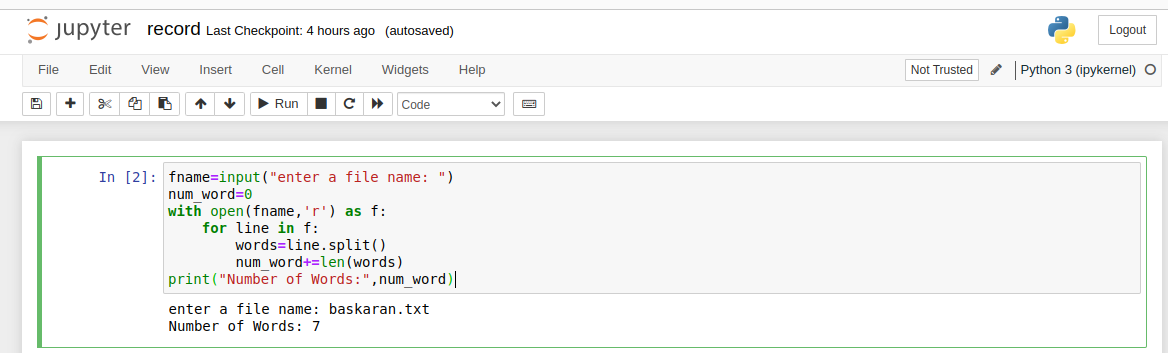 jupyter record Last Checkpoint: 4 hours ago (autosaved) Logout
File Edit View Insert Cell Kernel Widgets Help Not Trusted Python 3 (ipykernel)
Run Code
In [2]: fname=input("enter a file name: ")
num_word=0
with open(fname,'r') as f:
    for line in f:
        words=line.split()
        num_word+=len(words)
print("Number of Words:",num_word)
enter a file name: baskaran.txt
Number of Words: 7